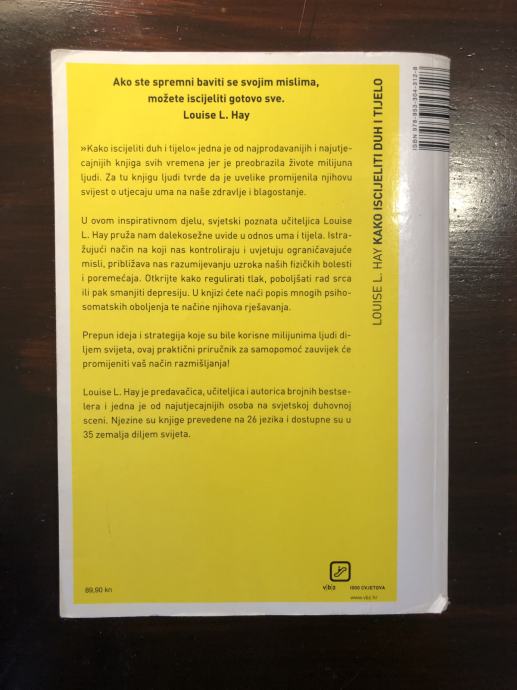 Ako ste spremni baviti se svojim mislima,
možete iscijeliti gotovo sve.
Louise L. Hay
»Kako iscijeliti duh i tijelo« jedna je od najprodavanijih i najutje-
cajnijih knjiga svih vremena jer je preobrazila živote milijuna
ljudi. Za tu knjigu ljudi tvrde da je uvelike promijenila njihovu
svijest o utjecaju uma na naše zdravlje i blagostanje.
U ovom inspirativnom djelu, svjetski poznata učiteljica Louise
L. Hay pruža nam dalekosežne uvide u odnos uma i tijela. Istra-
žujući način na koji nas kontroliraju i uvjetuju ograničavajuće
misli, približava nas razumijevanju uzroka naših fizičkih bolesti
i poremećaja. Otkrijte kako regulirati tlak, poboljšati rad srca
ili pak smanjiti depresiju. U knjizi ćete naći popis mnogih psiho-
somatskih oboljenja te načine njihova rješavanja.
Prepun ideja i strategija koje su bile korisne milijunima ljudi di-
ljem svijeta, ovaj praktični priručnik za samopomoć zauvijek će
promijeniti vaš način razmišljanja!
Louise L. Hay je predavačica, učiteljica i autorica brojnih bestse-
lera i jedna je od najutjecajnijih osoba na svjetskoj duhovnoj
sceni. Njezine su knjige prevedene na 26 jezika i dostupne su u
35 zemalja diljem svijeta.
89,90 kn
v|b|z
1000 CVJETOVA
www.vbz.hr
LOUISE L. HAY KAKO ISCIJELITI DUH I TIJELO
ISBN 978-953-304-312-8